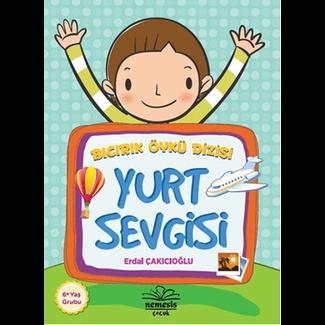 BICIRIK ÖYKÜ DİZİSİ
YURT
SEVGİSİ
Erdal ÇAKICIOĞLU
6+ Yaş
Grubu
nemesis
çocuk